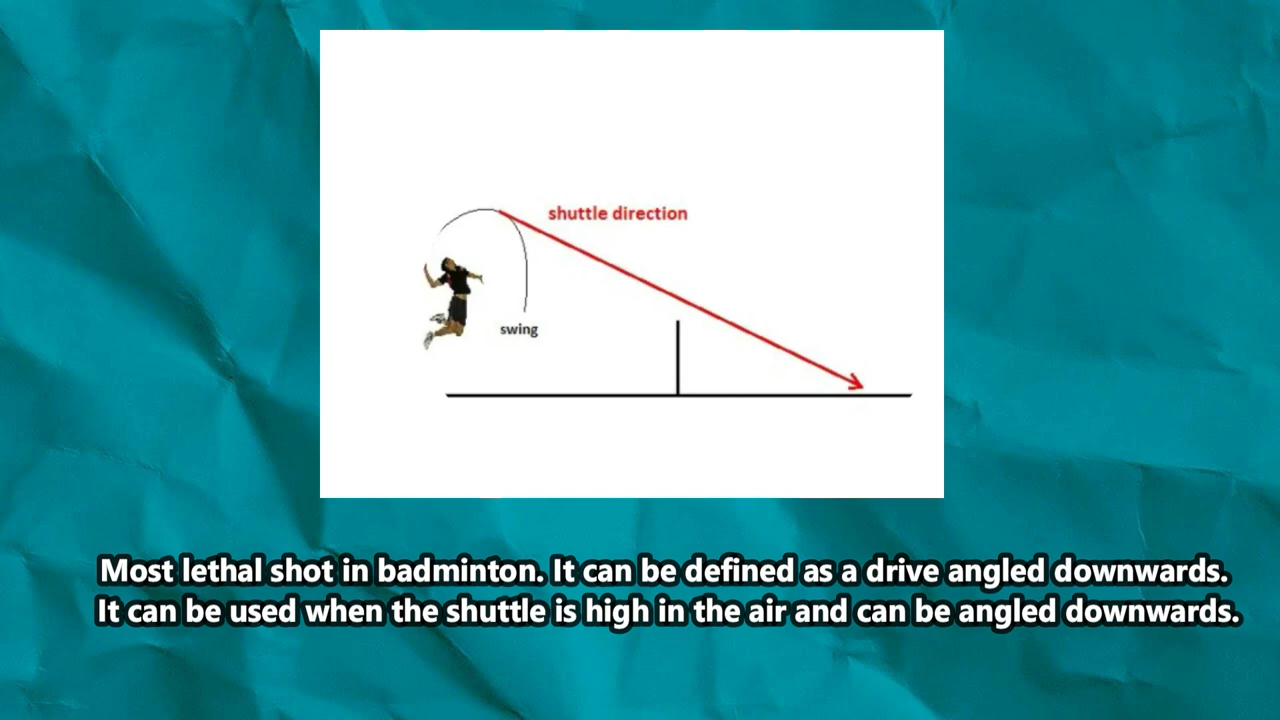 shuttle direction
swing
Most lethal shot in badminton. It can be defined as a drive angled downwards.
It can be used when the shuttle is high in the air and can be angled downwards.